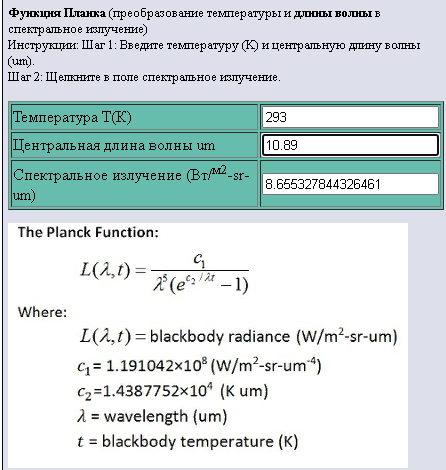 Функция Планка (преобразование температуры и длины волны в
спектральное излучение)
Инструкции: Шаг 1: Введите температуру (К) и центральную длину волны
(um).
Шаг 2: Щелкните в поле спектральное излучение.
Температура Т(К) 293
Центральная длина волны um 10.89
Спектральное излучение (Вт/м2-sr-
um) 8.655327844326461
The Planck Function:
L(λ,t) = c₁ / λ⁵(e^(c₂/λt) − 1)
Where:
L(λ,t) = blackbody radiance (W/m²-sr-um)
c₁ = 1.191042×10⁸ (W/m²-sr-um⁻⁴)
c₂=1.4387752×10⁴ (K um)
λ = wavelength (um)
t = blackbody temperature (K)